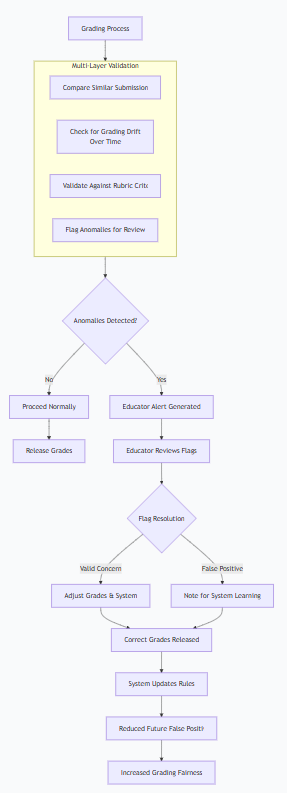 Grading Process
Multi-Layer Validation
Compare Similar Submission
Check for Grading Drift
Over Time
Validate Against Rubric Crite
Flag Anomalies for Review
Anomalies Detected?
No
Yes
Proceed Normally
Educator Alert Generated
Release Grades
Educator Reviews Flags
Flag Resolution
Valid Concern
False Positive
Adjust Grades & System
Note for System Learning
Correct Grades Released
System Updates Rules
Reduced Future False Positi
Increased Grading Fairness